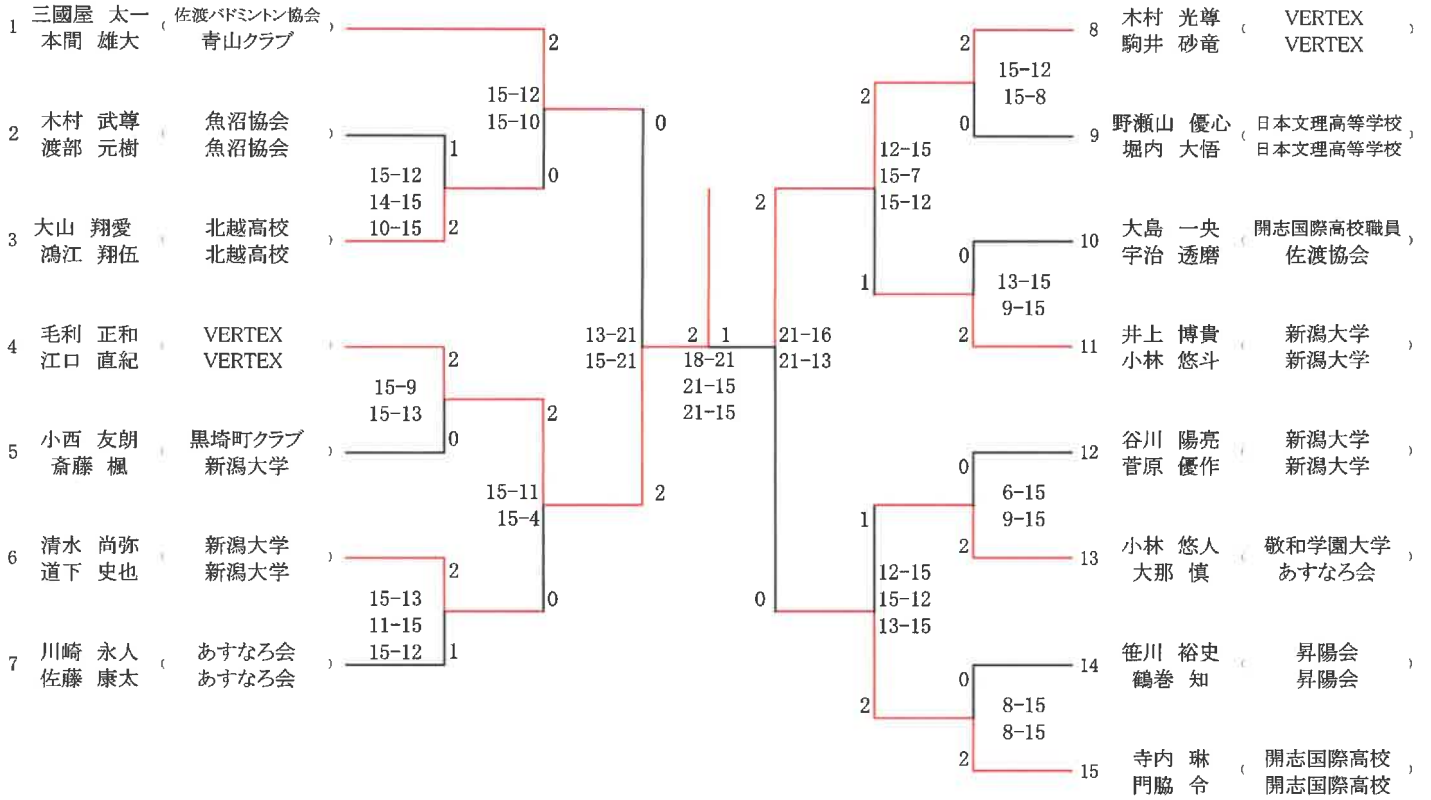 三國屋 太一 佐渡バドミントン協会
1
本間 雄大 青山クラブ
2
15-12
15-10
0
木村 武尊 魚沼協会
2
渡部 元樹 魚沼協会
1
15-12
14-15
10-15
0
2
大山 翔愛 北越高校
3
鴻江 翔伍 北越高校
13-21
15-21
毛利 正和 VERTEX
4
江口 直紀 VERTEX
2
15-9
15-13
0
2
小西 友朗 黒埼町クラブ
5
斎藤 楓 新潟大学
15-11
15-4
2
清水 尚弥 新潟大学
6
道下 史也 新潟大学
2
15-13
11-15
15-12
0
1
川崎 永人 あすなろ会
7
佐藤 康太 あすなろ会
2 1
18-21
21-15
21-15
木村 光尊 VERTEX
8
駒井 砂竜 VERTEX
2
15-12
15-8
2
0
野瀬山 優心 日本文理高等学校
9
堀内 大悟 日本文理高等学校
12-15
15-7
15-12
2
大島 一央 開志国際高校職員
10
宇治 透磨 佐渡協会
0
13-15
9-15
1
2
井上 博貴 新潟大学
11
小林 悠斗 新潟大学
21-16
21-13
谷川 陽亮 新潟大学
12
菅原 優作 新潟大学
0
6-15
9-15
1
2
小林 悠人 敬和学園大学
13
大那 慎 あすなろ会
12-15
15-12
13-15
0
笹川 裕史 昇陽会
14
鶴巻 知 昇陽会
0
8-15
8-15
2
2
寺内 琳 開志国際高校
15
門脇 令 開志国際高校